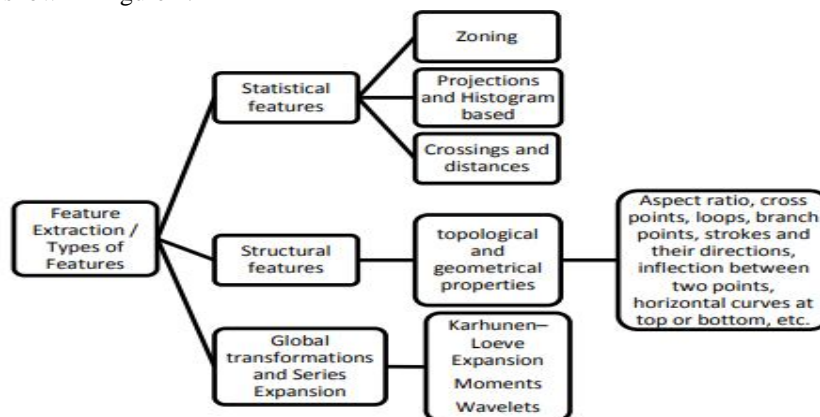 Zoning
Statistical
features
Projections
and Histogram
based
Crossings and
distances
Feature
Extraction /
Types of
Features
Structural
features
topological
and
geometrical
properties
Aspect ratio, cross
points, loops, branch
points, strokes and
their directions,
inflection between
two points,
horizontal curves at
top or bottom, etc.
Global
transformations
and Series
Expansion
Karhunen–
Loeve
Expansion
Moments
Wavelets